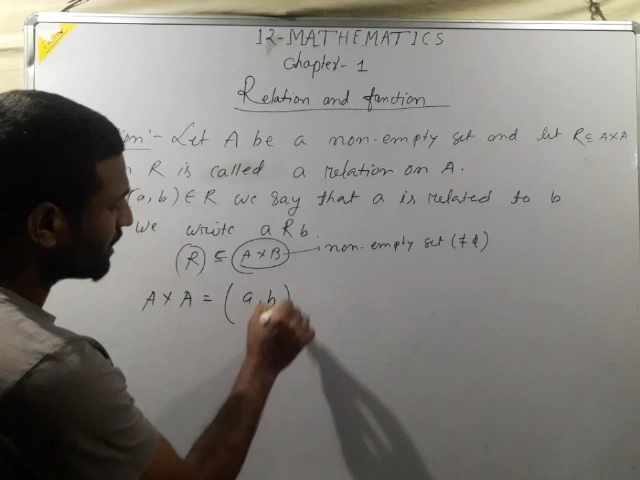 12-MATHEMATICS
Chapter-1
Relation and function
ion:- Let A be a non-empty set and let R ⊆ A×A
n R is called a relation on A.
(a, b) ∈ R we say that a is related to b
we write a R b.
(R) ⊆ A × B → non-empty set (≠ ϕ)
A × A = (a, b)